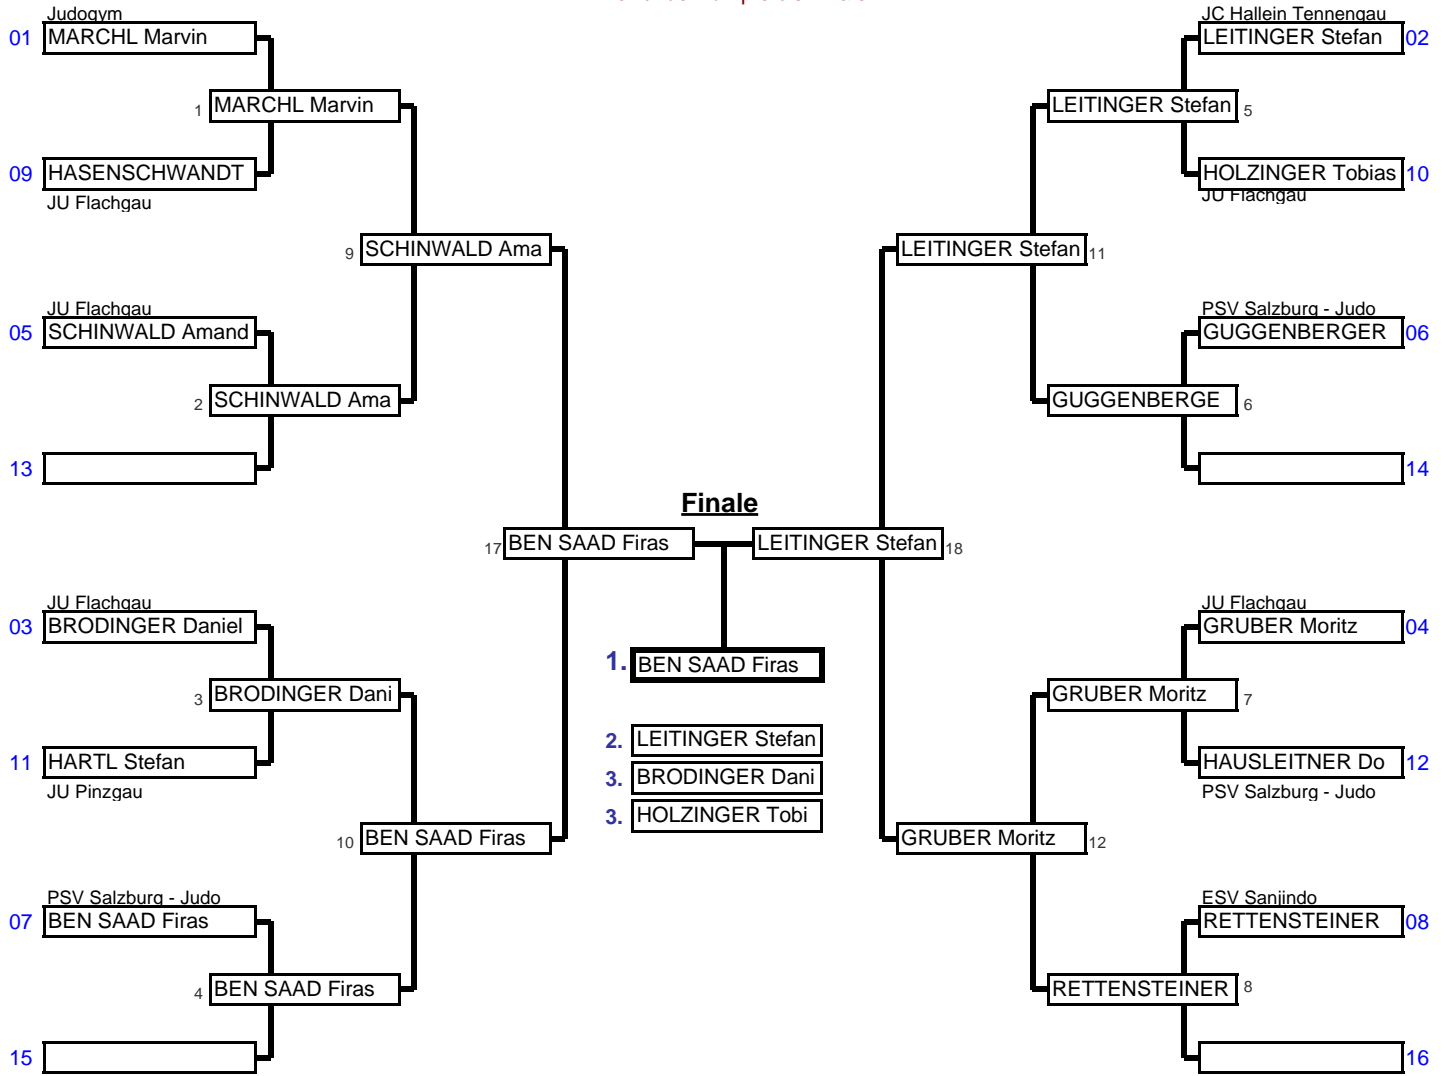 Judogym
01 MARCHL Marvin
1 MARCHL Marvin
09 HASENSCHWANDT
JU Flachgau
9 SCHINWALD Ama
JU Flachgau
05 SCHINWALD Amand
2 SCHINWALD Ama
13
JU Flachgau
03 BRODINGER Daniel
3 BRODINGER Dani
11 HARTL Stefan
JU Pinzgau
10 BEN SAAD Firas
PSV Salzburg - Judo
07 BEN SAAD Firas
4 BEN SAAD Firas
15
Finale
17 BEN SAAD Firas
LEITINGER Stefan 18
1. BEN SAAD Firas
2. LEITINGER Stefan
3. BRODINGER Dani
3. HOLZINGER Tobi
JC Hallein Tennengau
LEITINGER Stefan 02
LEITINGER Stefan 5
HOLZINGER Tobias 10
JU Flachgau
LEITINGER Stefan 11
PSV Salzburg - Judo
GUGGENBERGER 06
GUGGENBERGE 6
14
JU Flachgau
GRUBER Moritz 04
GRUBER Moritz 7
HAUSLEITNER Do 12
PSV Salzburg - Judo
GRUBER Moritz 12
ESV Sanjindo
RETTENSTEINER 08
RETTENSTEINER 8
16